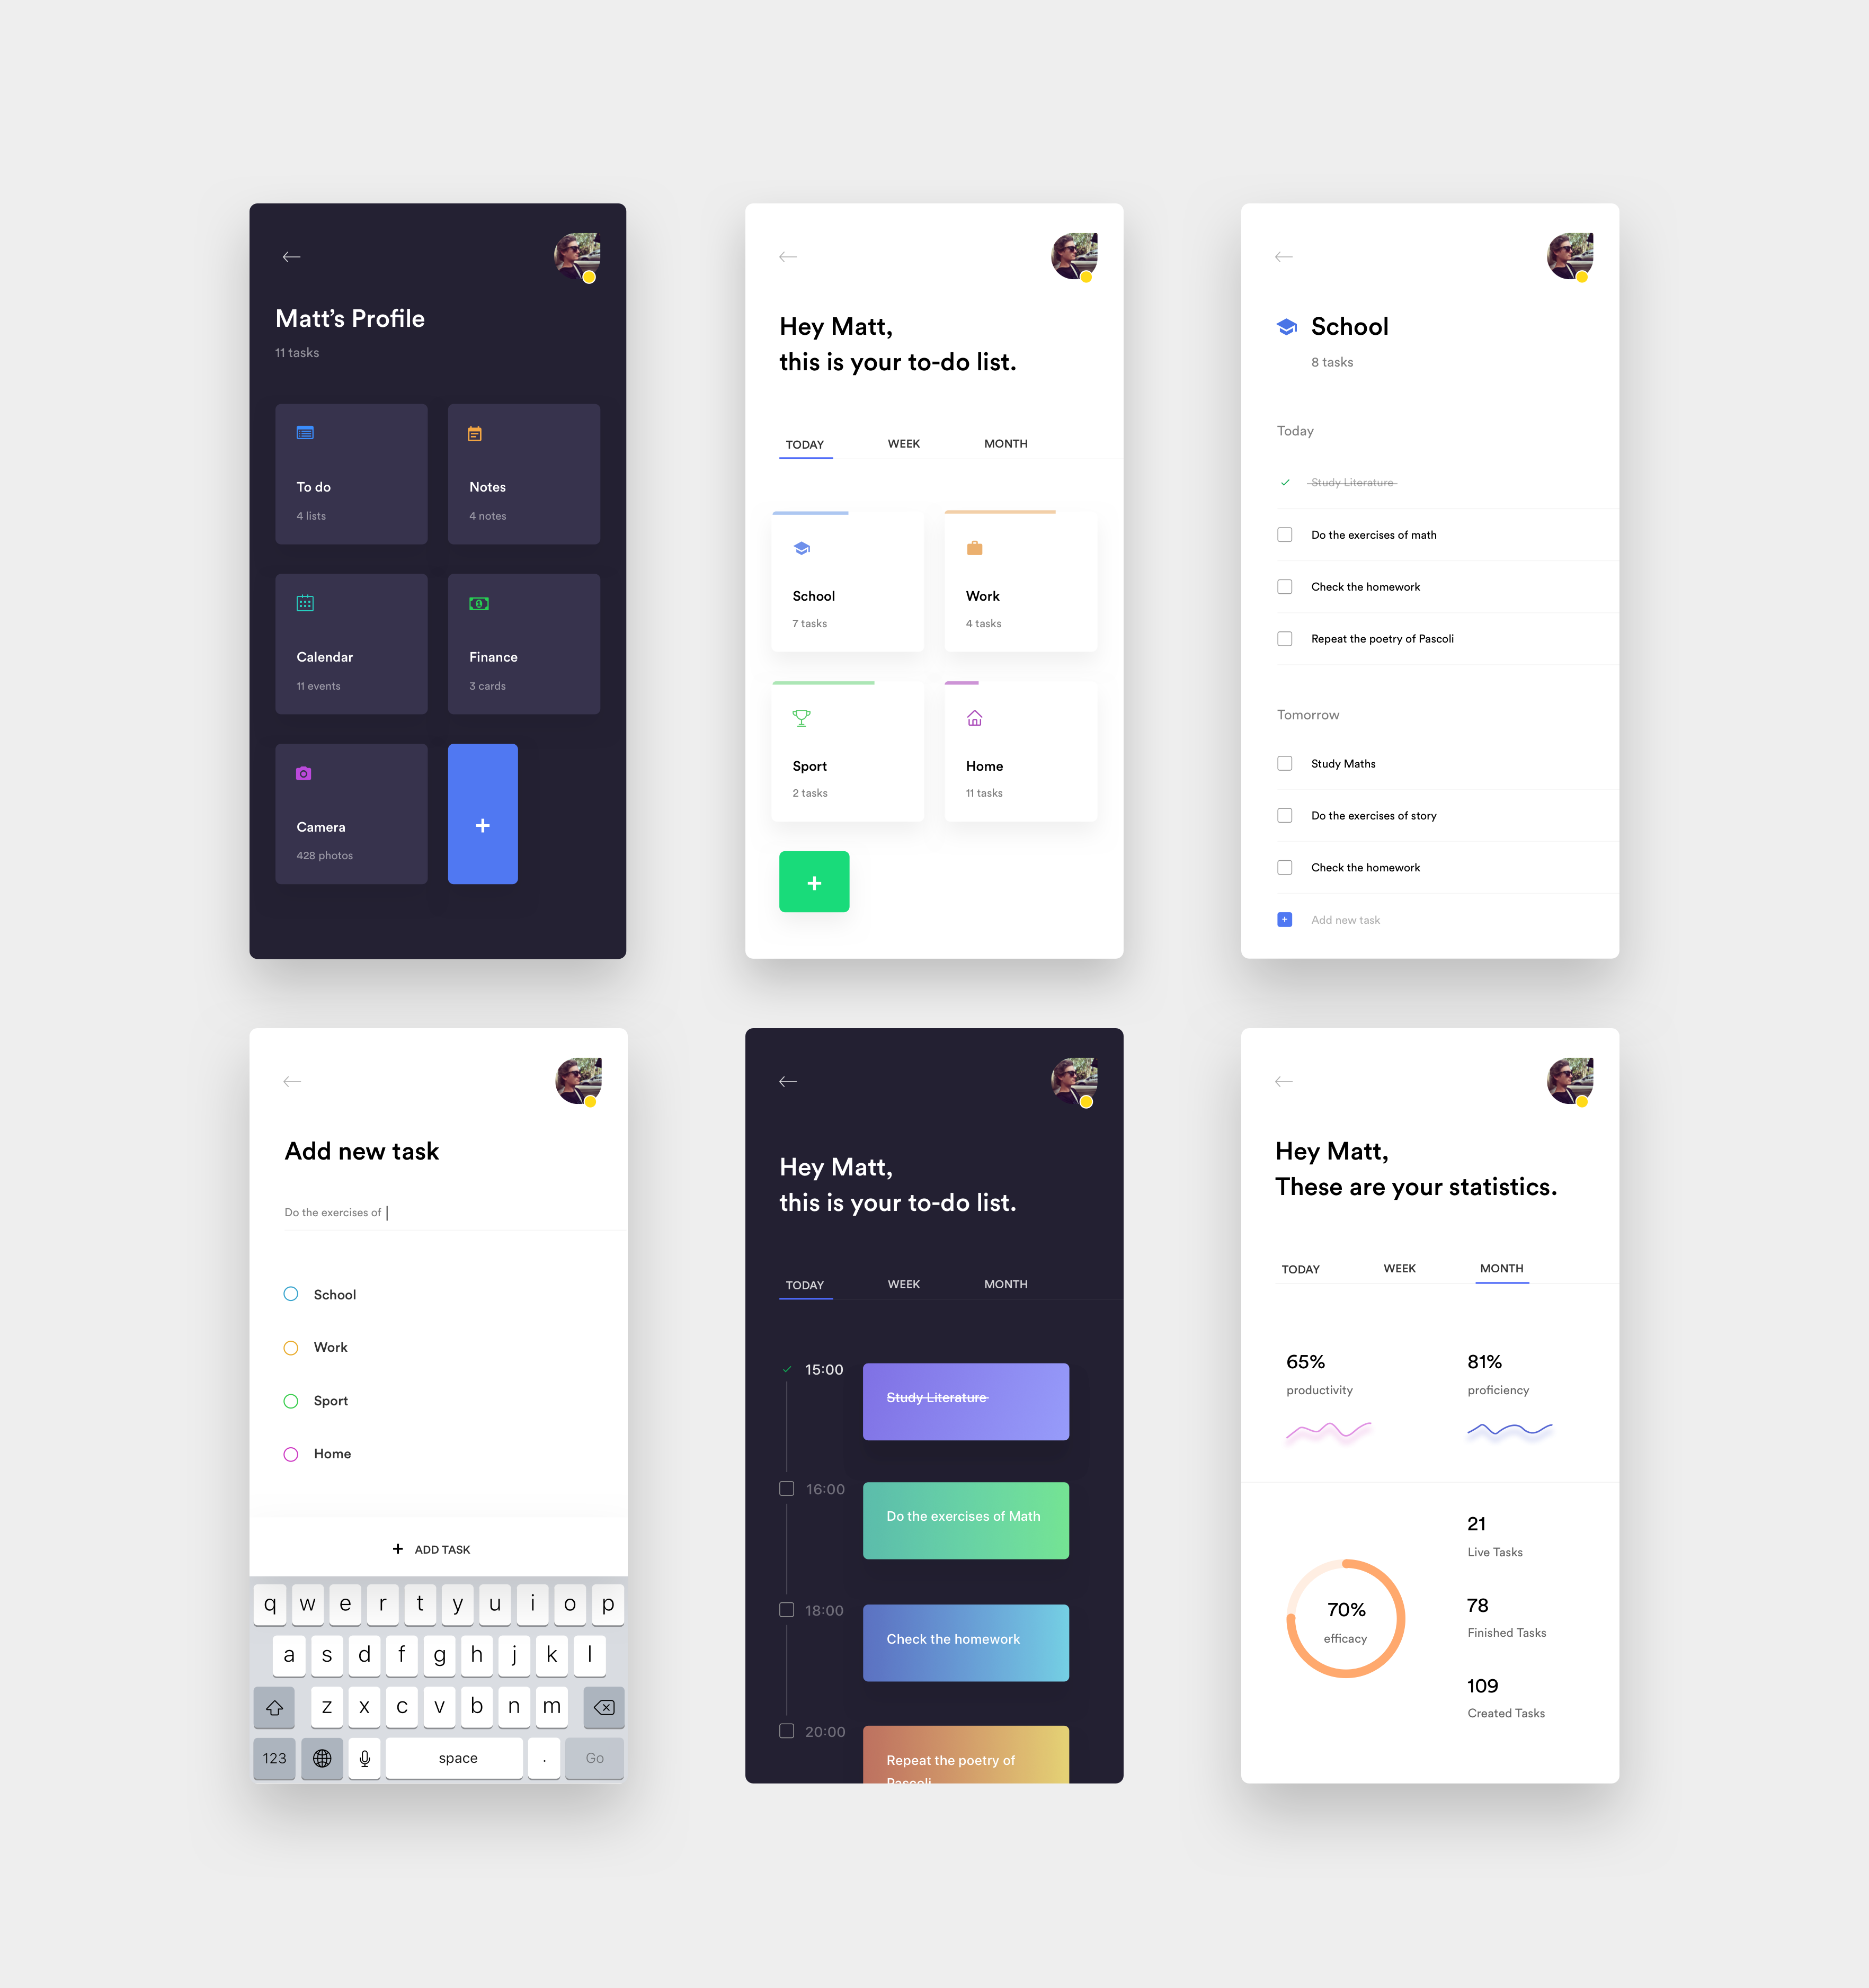 Matt’s Profile
11 tasks
To do
4 lists
Notes
4 notes
Calendar
11 events
Finance
3 cards
Camera
428 photos
+
Hey Matt,
this is your to-do list.
TODAY WEEK MONTH
School
7 tasks
Work
4 tasks
Sport
2 tasks
Home
11 tasks
+
School
8 tasks
Today
Study Literature
Do the exercises of math
Check the homework
Repeat the poetry of Pascoli
Tomorrow
Study Maths
Do the exercises of story
Check the homework
+ Add new task
Add new task
Do the exercises of
School
Work
Sport
Home
+ ADD TASK
q w e r t y u i o p
a s d f g h j k l
z x c v b n m
123 space . Go
Hey Matt,
this is your to-do list.
TODAY WEEK MONTH
15:00 Study Literature
16:00 Do the exercises of Math
18:00 Check the homework
20:00 Repeat the poetry of
Pascoli
Hey Matt,
These are your statistics.
TODAY WEEK MONTH
65%
productivity
81%
proficiency
70%
efficacy
21
Live Tasks
78
Finished Tasks
109
Created Tasks